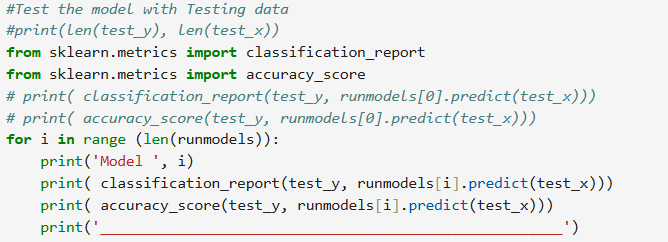 #Test the model with Testing data
#print(len(test_y), len(test_x))
from sklearn.metrics import classification_report
from sklearn.metrics import accuracy_score
# print( classification_report(test_y, runmodels[0].predict(test_x)))
# print( accuracy_score(test_y, runmodels[0].predict(test_x)))
for i in range (len(runmodels)):
    print('Model ', i)
    print( classification_report(test_y, runmodels[i].predict(test_x)))
    print( accuracy_score(test_y, runmodels[i].predict(test_x)))
    print('_______________________________________________________')